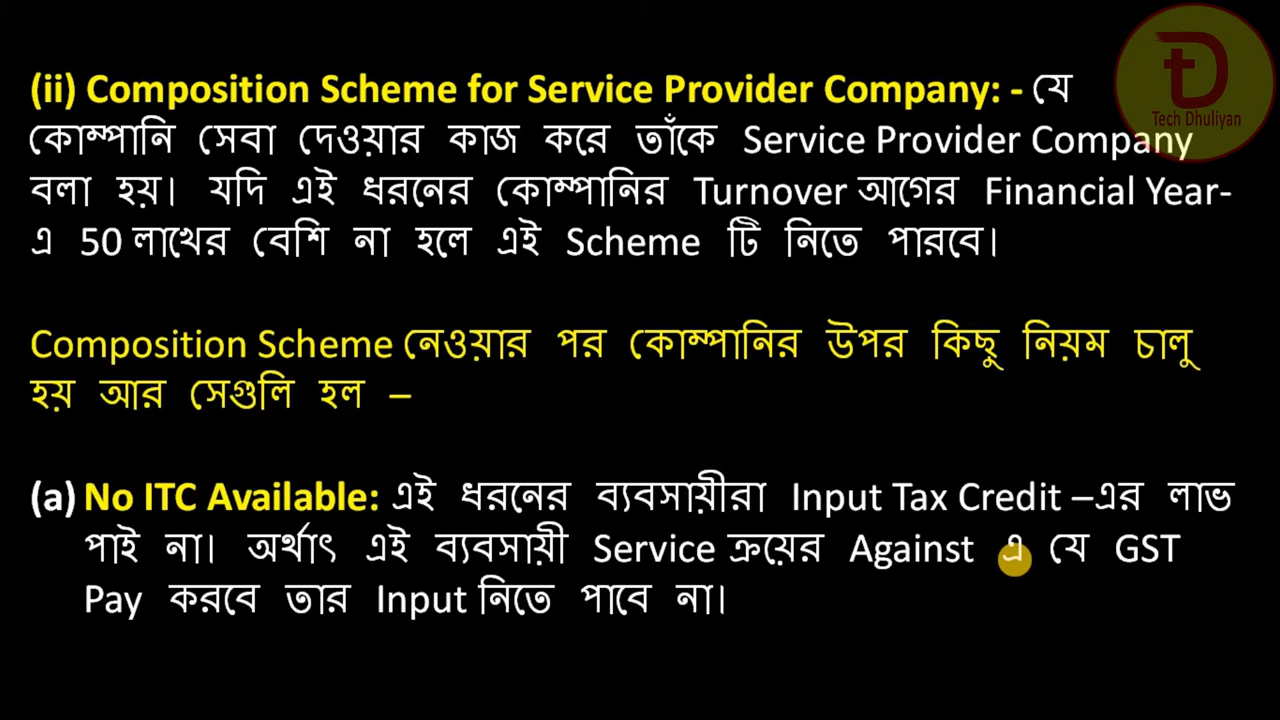 (ii) Composition Scheme for Service Provider Company: - যে
কোম্পানি সেবা দেওয়ার কাজ করে তাঁকে Service Provider Company
বলা হয়। যদি এই ধরনের কোম্পানির Turnover আগের Financial Year-
এ 50 লাখের বেশি না হলে এই Scheme টি নিতে পারবে।
Composition Scheme নেওয়ার পর কোম্পানির উপর কিছু নিয়ম চালু
হয় আর সেগুলি হল –
(a) No ITC Available: এই ধরনের ব্যবসায়ীরা Input Tax Credit –এর লাভ
পাই না। অর্থাৎ এই ব্যবসায়ী Service ক্রয়ের Against এ যে GST
Pay করবে তার Input নিতে পাবে না।
tD
Tech Dhuliyan